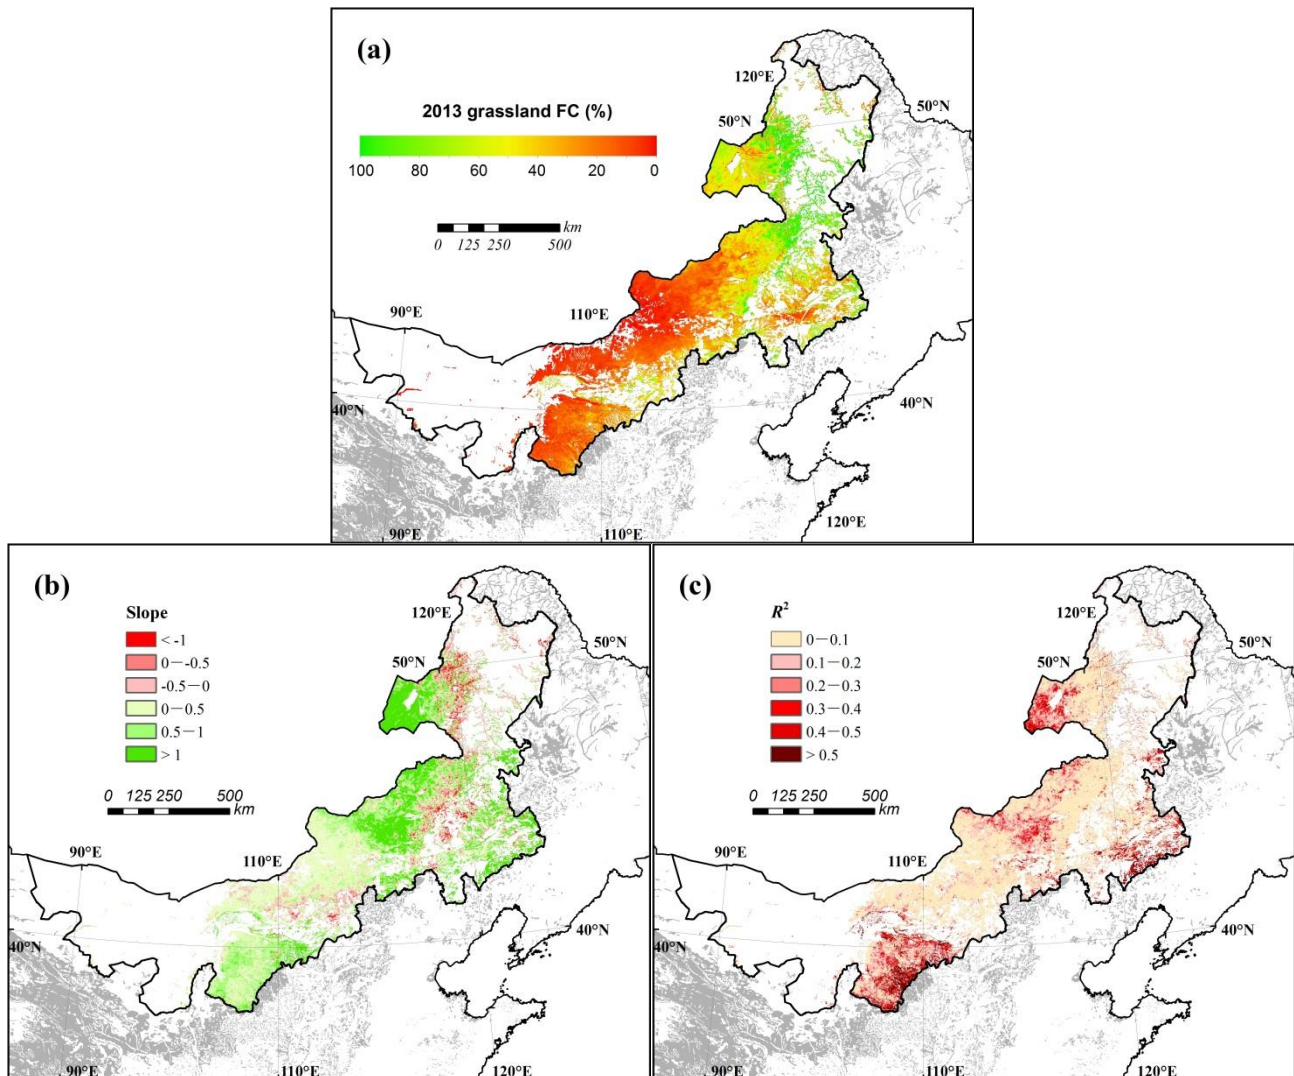 (a)
120°E
50°N
50°N
2013 grassland FC (%)
100 80 60 40 20 0
km
0 125 250 500
110°E
90°E
40°N
40°N
90°E
110°E
120°E
(b)
Slope
< -1
0—-0.5
-0.5—0
0—0.5
0.5—1
> 1
0 125 250 500
km
120°E
50°N
50°N
90°E
110°E
40°N
40°N
90°E
110°E
120°E
(c)
R²
0—0.1
0.1—0.2
0.2—0.3
0.3—0.4
0.4—0.5
> 0.5
0 125 250 500
km
120°E
50°N
50°N
90°E
110°E
40°N
40°N
90°E
110°E
120°E